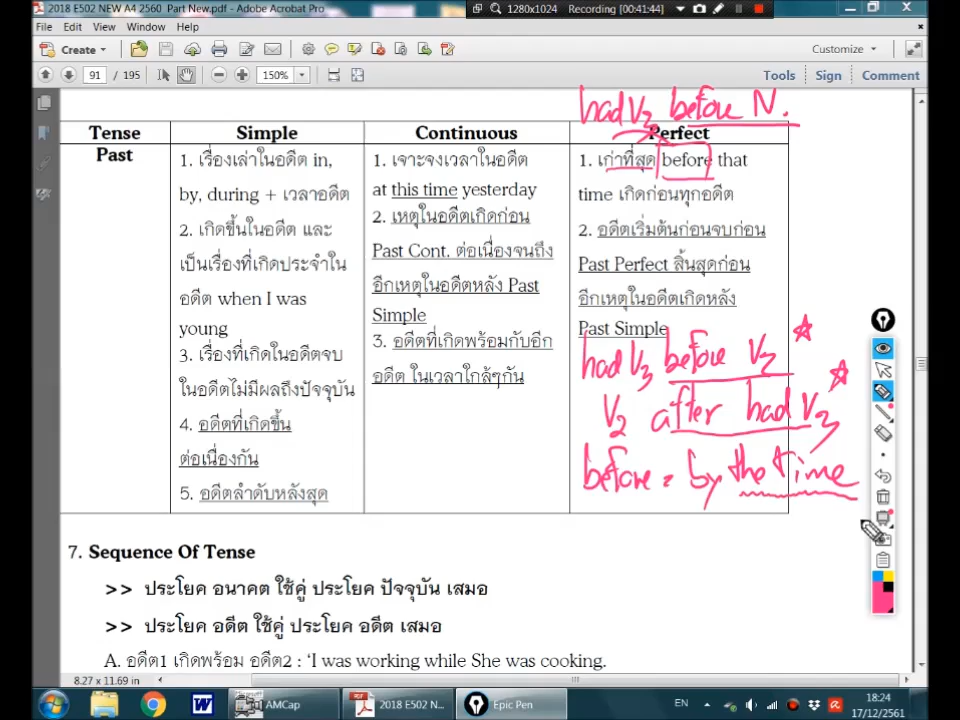 2018 E502 NEW A4 2560 Part New.pdf - Adobe Acrobat Pro
1280x1024 Recording [00:41:44]
File Edit View Window Help
Create Customize
91 / 195 150% Tools Sign Comment
had V3 before N.
Tense Simple Continuous Perfect
Past
1. เรื่องเล่าในอดีต in,
by, during + เวลาอดีต
2. เกิดขึ้นในอดีต และ
เป็นเรื่องที่เกิดประจำใน
อดีต when I was
young
3. เรื่องที่เกิดในอดีตจบ
ในอดีตไม่มีผลถึงปัจจุบัน
4. อดีตที่เกิดขึ้น
ต่อเนื่องกัน
5. อดีตลำดับหลังสุด
1. เจาะจงเวลาในอดีต
at this time yesterday
2. เหตุในอดีตเกิดก่อน
Past Cont. ต่อเนื่องจนถึง
อีกเหตุในอดีตหลัง Past
Simple
3. อดีตที่เกิดพร้อมกับอีก
อดีต ในเวลาใกล้ๆกัน
1. เก่าที่สุด before that
time เกิดก่อนทุกอดีต
2. อดีตเริ่มต้นก่อนจบก่อน
Past Perfect สิ้นสุดก่อน
อีกเหตุในอดีตเกิดหลัง
Past Simple
had V3 before V2
V2 after had V3
before = by the time
7. Sequence Of Tense
>> ประโยค อนาคต ใช้คู่ ประโยค ปัจจุบัน เสมอ
>> ประโยค อดีต ใช้คู่ ประโยค อดีต เสมอ
A. อดีต1 เกิดพร้อม อดีต2 : ‘I was working while She was cooking.
8.27 x 11.69 in
AMCap 2018 E502 N... Epic Pen EN 18:24
17/12/2561